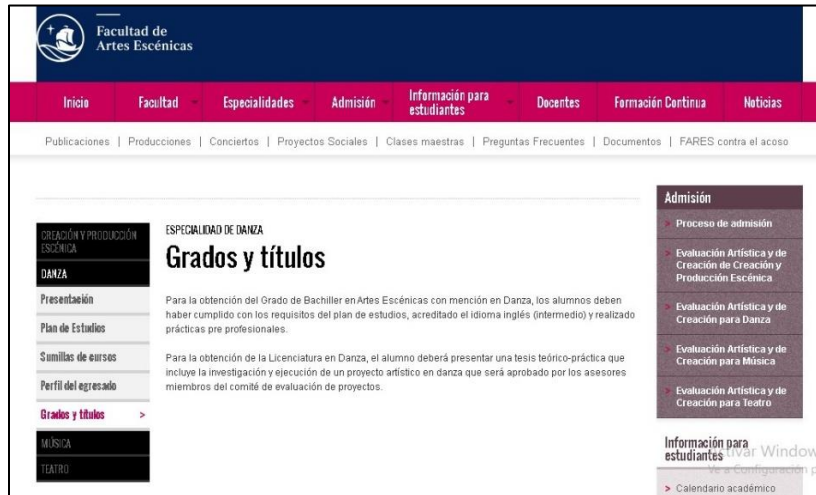 Facultad de
Artes Escénicas
Inicio Facultad Especialidades Admisión Información para estudiantes Docentes Formación Continua Noticias
Publicaciones | Producciones | Conciertos | Proyectos Sociales | Clases maestras | Preguntas Frecuentes | Documentos | FARES contra el acoso
CREACIÓN Y PRODUCCIÓN
ESCÉNICA
DANZA
Presentación
Plan de Estudios
Sumillas de cursos
Perfil del egresado
Grados y títulos >
MÚSICA
TEATRO
ESPECIALIDAD DE DANZA
Grados y títulos
Para la obtención del Grado de Bachiller en Artes Escénicas con mención en Danza, los alumnos deben
haber cumplido con los requisitos del plan de estudios, acreditado el idioma inglés (intermedio) y realizado
prácticas pre profesionales.
Para la obtención de la Licenciatura en Danza, el alumno deberá presentar una tesis teórico-práctica que
incluye la investigación y ejecución de un proyecto artístico en danza que será aprobado por los asesores
miembros del comité de evaluación de proyectos.
Admisión
> Proceso de admisión
> Evaluación Artística y de
Creación de Creación y
Producción Escénica
> Evaluación Artística y de
Creación para Danza
> Evaluación Artística y de
Creación para Música
> Evaluación Artística y de
Creación para Teatro
Información para
estudiantes
tivar Window
Ve a Configuración p
> Calendario académico